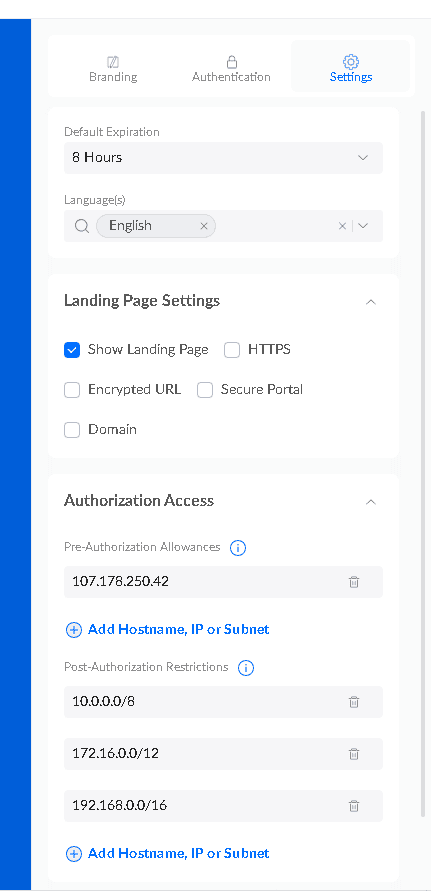 Branding
Authentication
Settings
Default Expiration
8 Hours
Language(s)
English
Landing Page Settings
Show Landing Page
HTTPS
Encrypted URL
Secure Portal
Domain
Authorization Access
Pre-Authorization Allowances
107.178.250.42
Add Hostname, IP or Subnet
Post-Authorization Restrictions
10.0.0.0/8
172.16.0.0/12
192.168.0.0/16
Add Hostname, IP or Subnet